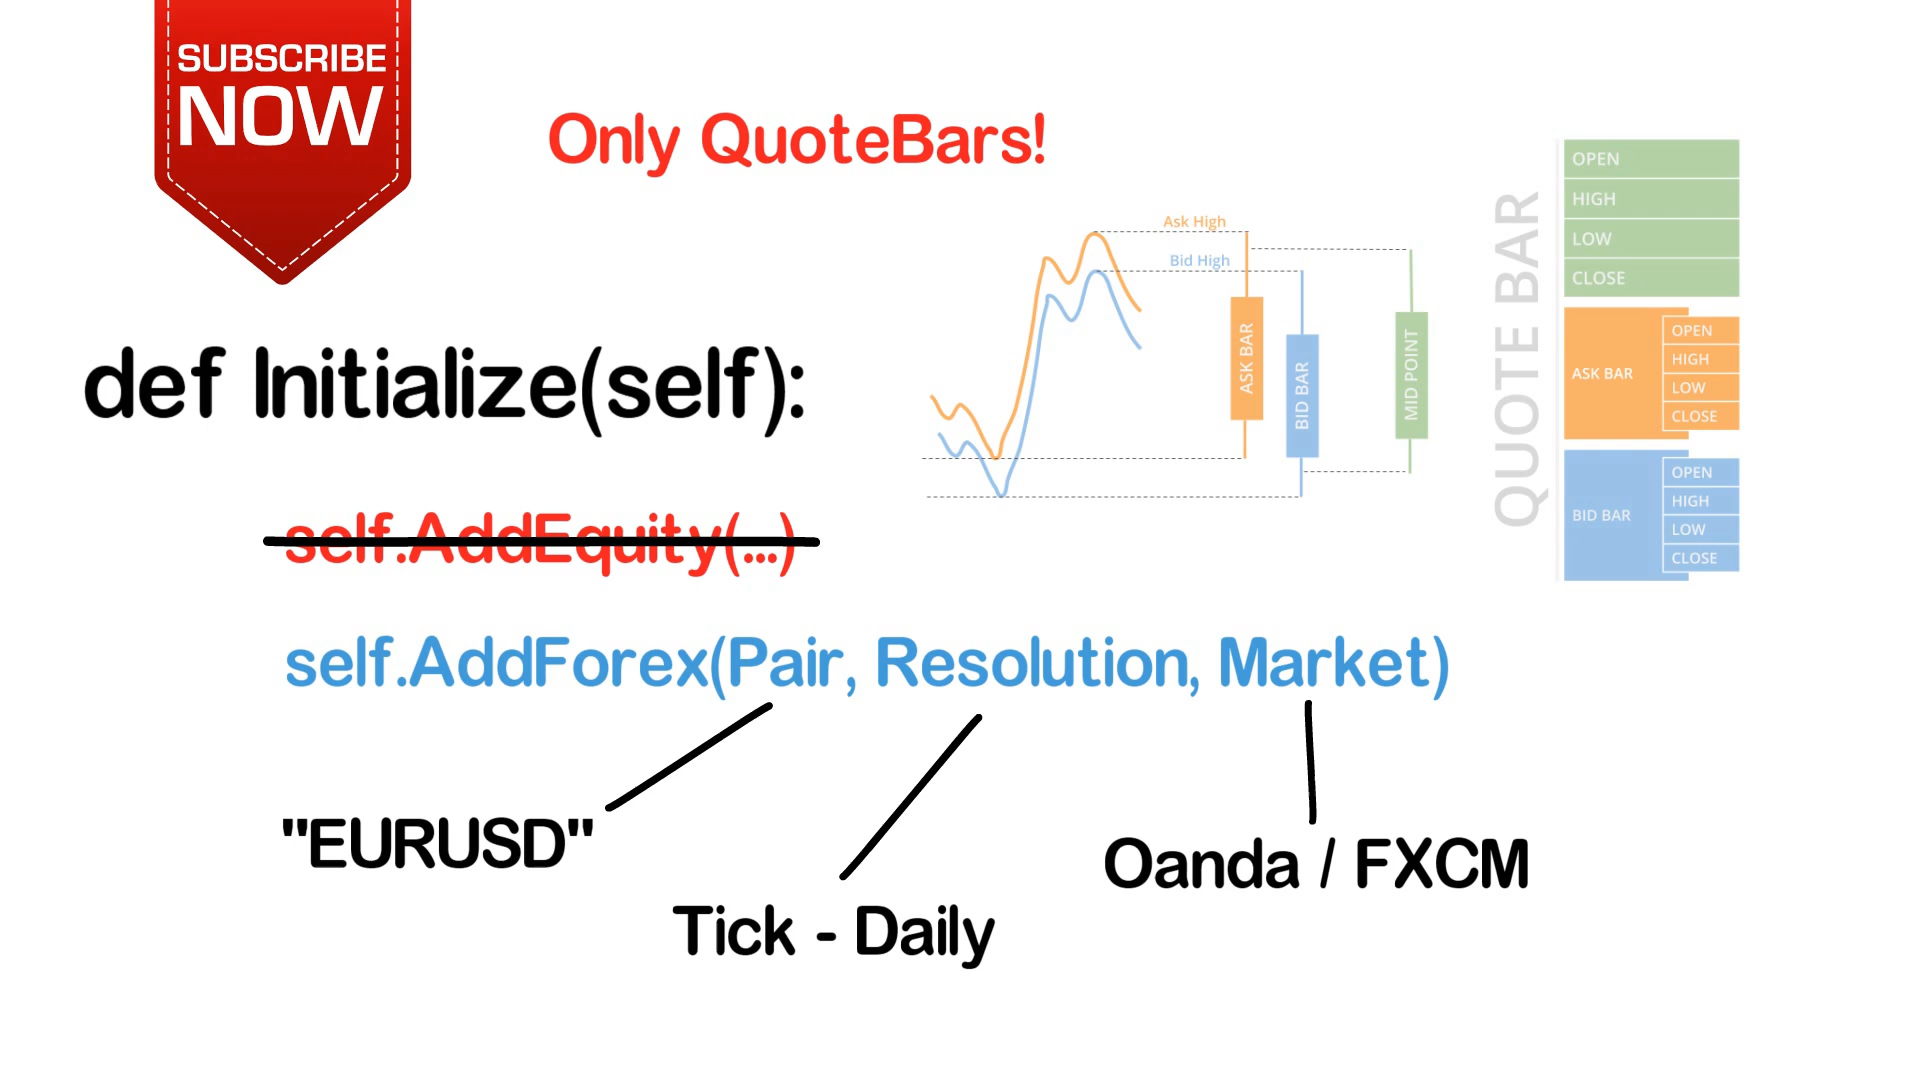 SUBSCRIBE
NOW
Only QuoteBars!
def Initialize(self):
self.AddEquity(...)
self.AddForex(Pair, Resolution, Market)
"EURUSD"
Tick - Daily
Oanda / FXCM
Ask High
Bid High
ASK BAR
BID BAR
MID POINT
QUOTE BAR
OPEN
HIGH
LOW
CLOSE
ASK BAR
OPEN
HIGH
LOW
CLOSE
BID BAR
OPEN
HIGH
LOW
CLOSE